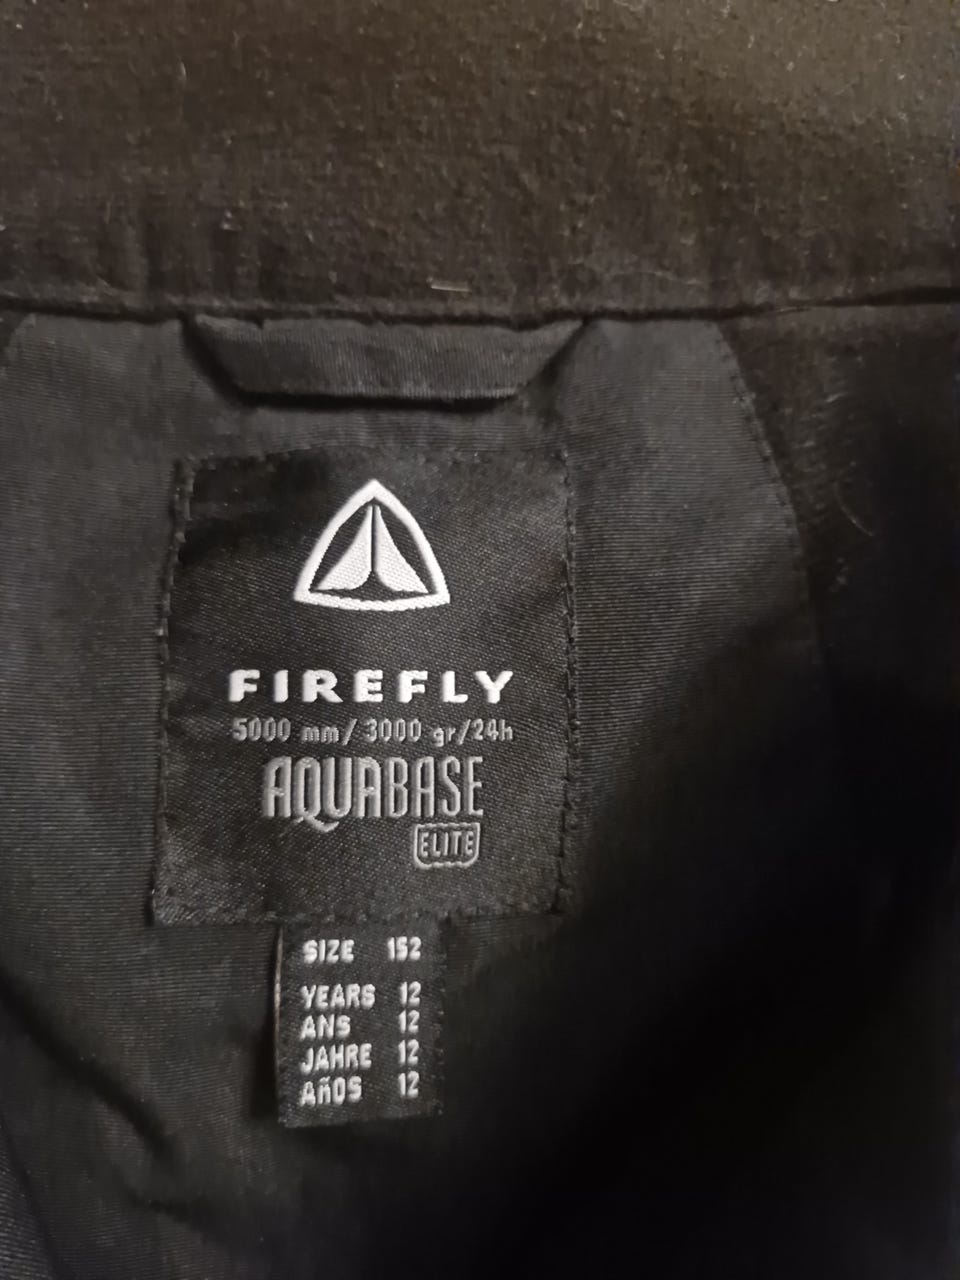 FIREFLY
5000 mm/ 3000 gr/24h
AQUABASE
ELITE
SIZE 152
YEARS 12
ANS 12
JAHRE 12
AñOS 12